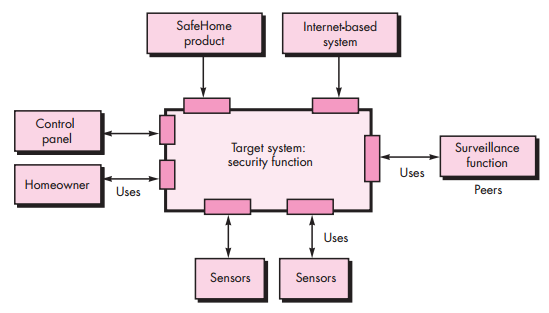 SafeHome
product
Internet-based
system
Control
panel
Target system:
security function
Surveillance
function
Homeowner
Uses
Uses
Peers
Uses
Sensors
Sensors